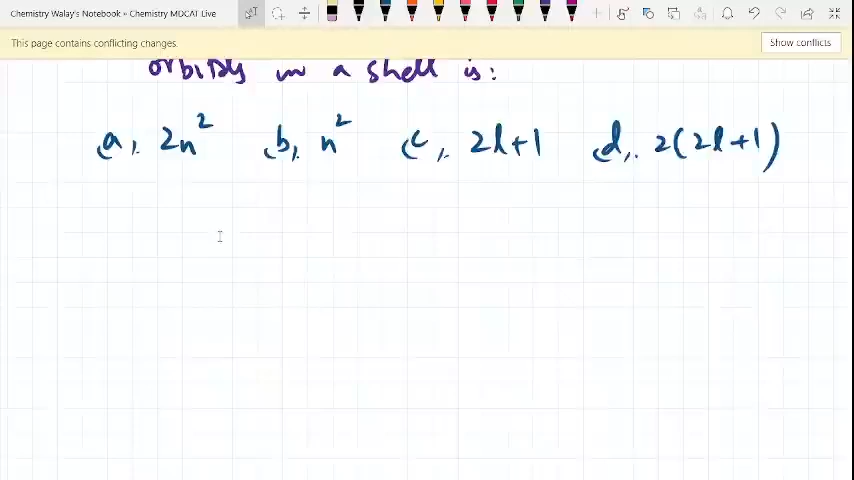 Chemistry Walay's Notebook » Chemistry MDCAT Live
This page contains conflicting changes.
Show conflicts
orbitals in a shell is:
(a, 2n² (b, n² (c, 2l+1 (d, 2(2l+1)